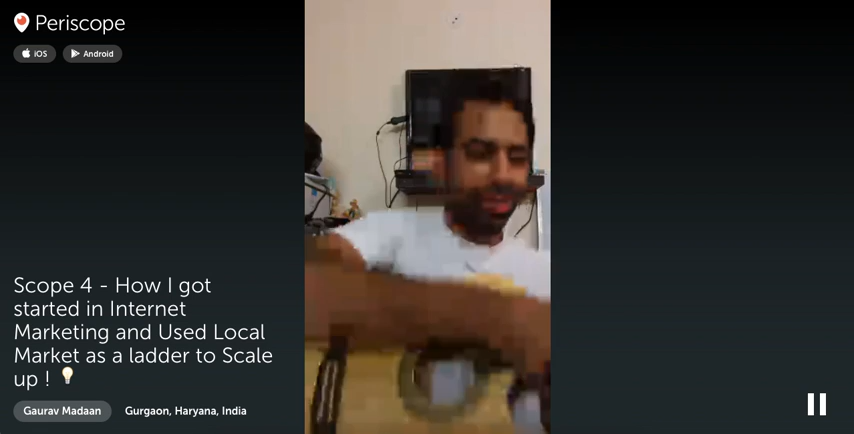 Periscope
iOS
Android
Scope 4 - How I got
started in Internet
Marketing and Used Local
Market as a ladder to Scale
up !
Gaurav Madaan
Gurgaon, Haryana, India